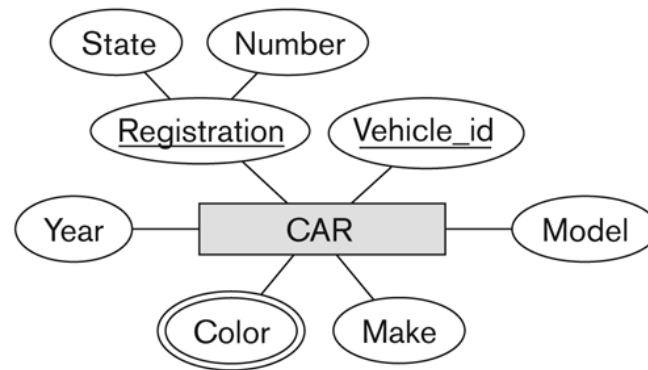 State
Number
Registration
Vehicle_id
Year
CAR
Model
Color
Make